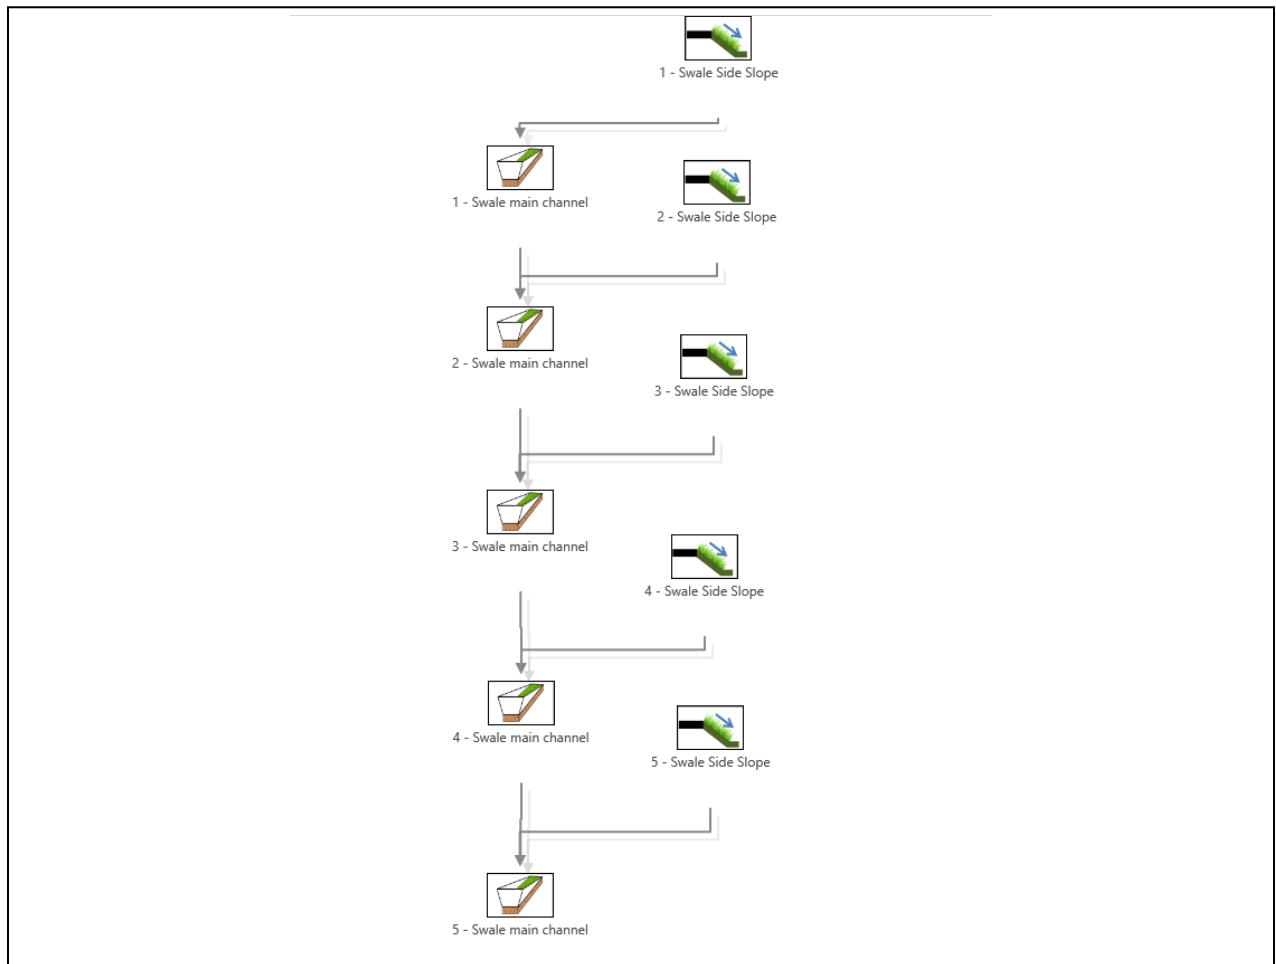 1 - Swale Side Slope
1 - Swale main channel
2 - Swale Side Slope
2 - Swale main channel
3 - Swale Side Slope
3 - Swale main channel
4 - Swale Side Slope
4 - Swale main channel
5 - Swale Side Slope
5 - Swale main channel